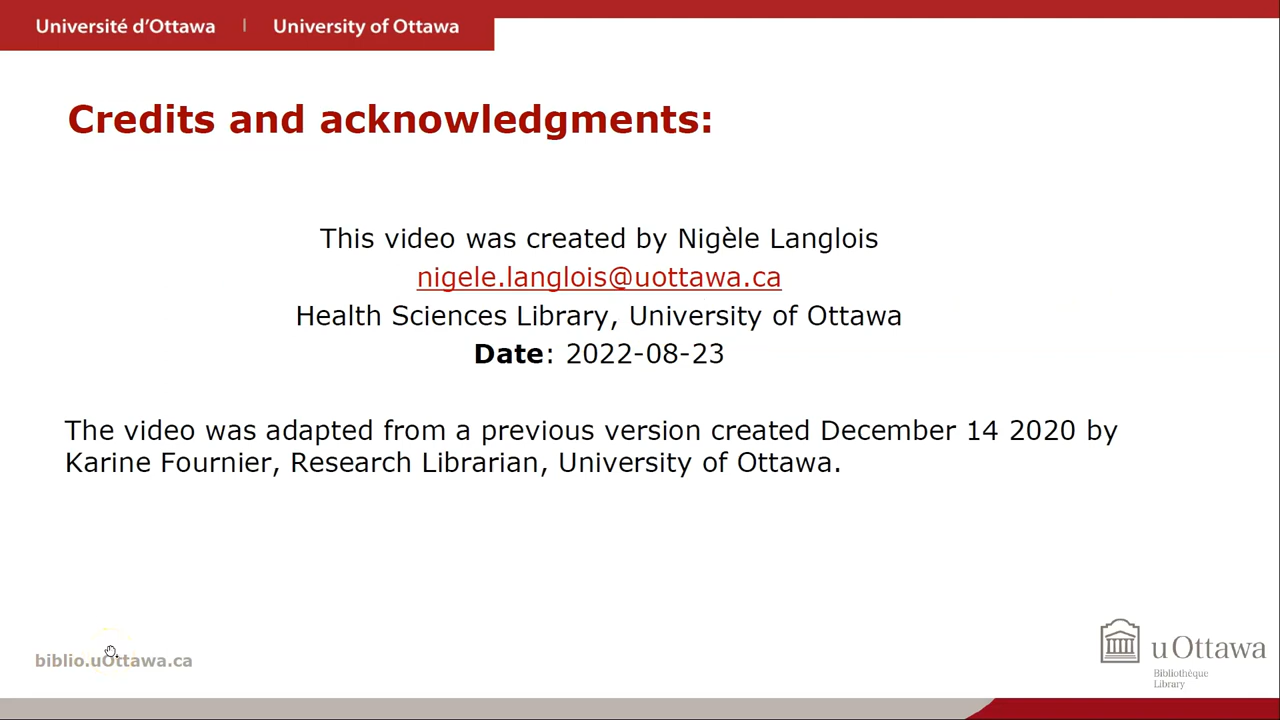 Université d'Ottawa | University of Ottawa
Credits and acknowledgments:
This video was created by Nigèle Langlois
nigele.langlois@uottawa.ca
Health Sciences Library, University of Ottawa
Date: 2022-08-23
The video was adapted from a previous version created December 14 2020 by
Karine Fournier, Research Librarian, University of Ottawa.
biblio.uOttawa.ca
uOttawa
Bibliothèque
Library